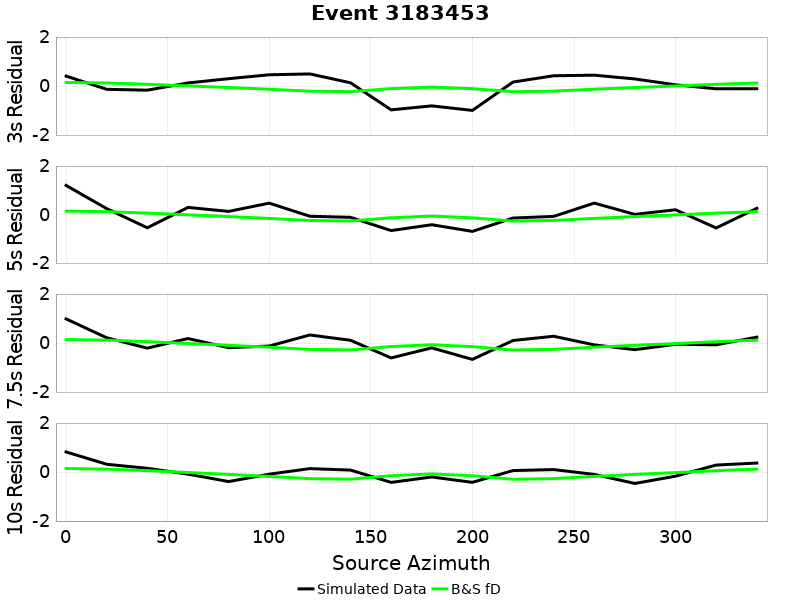 Event 3183453
3s Residual
2
0
-2
5s Residual
2
0
-2
7.5s Residual
2
0
-2
10s Residual
2
0
-2
0 50 100 150 200 250 300
Source Azimuth
Simulated Data B&S fD